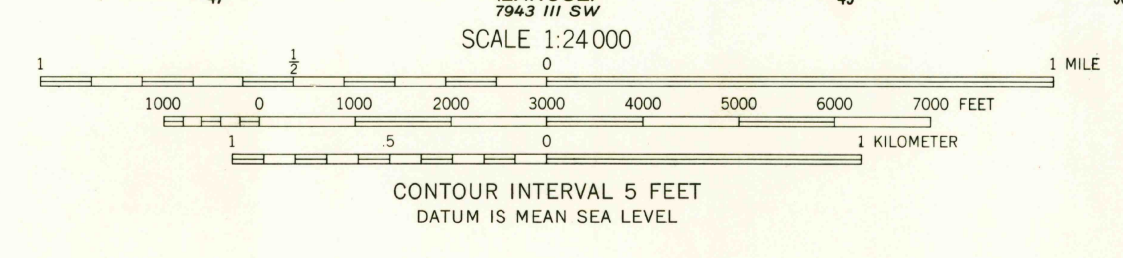 7943 III SW
SCALE 1:24 000
1 1/2 0 1 MILE
1000 0 1000 2000 3000 4000 5000 6000 7000 FEET
1 .5 0 1 KILOMETER
CONTOUR INTERVAL 5 FEET
DATUM IS MEAN SEA LEVEL